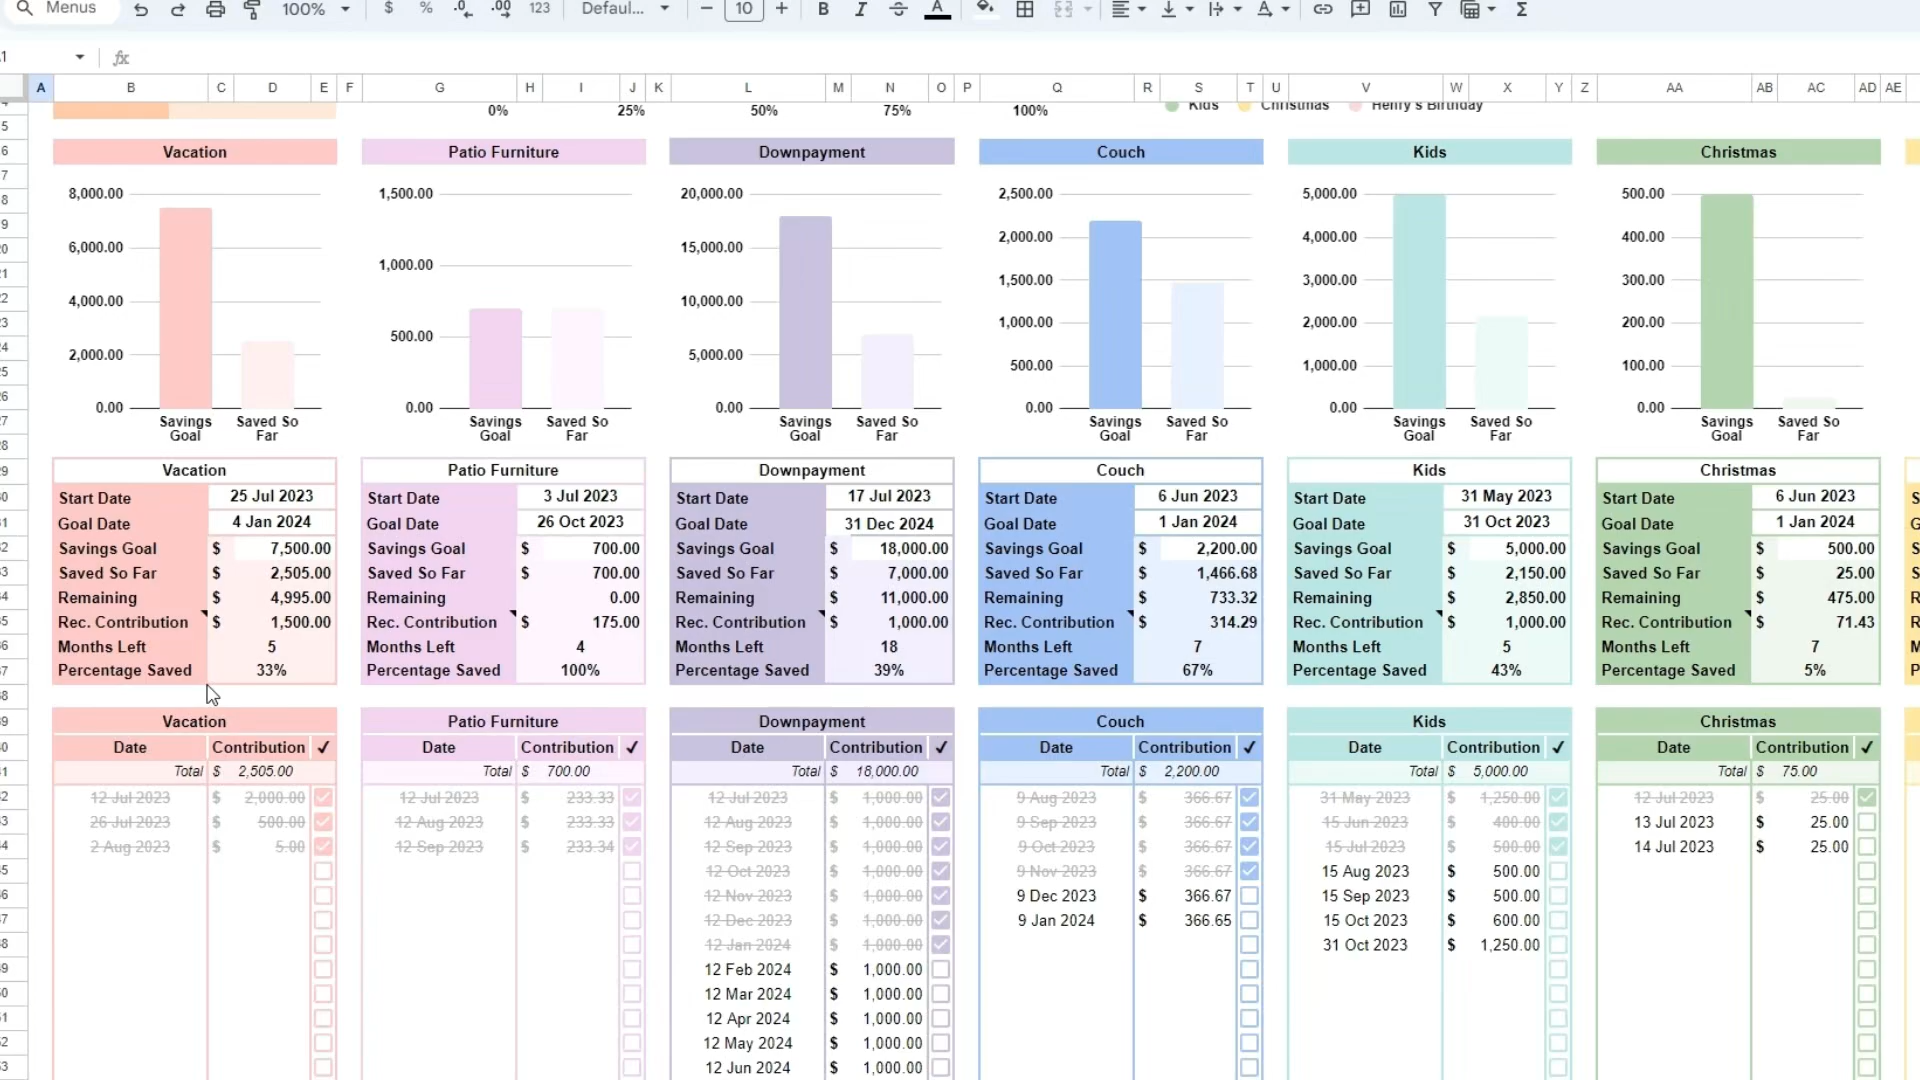 Menus 100% $ % .0 .00 123 Defaul... 10 B I A
fx
A B C D E F G H I J K L M N O P Q R S T U V W X Y Z AA AB AC AD AE
0% 25% 50% 75% 100% Kids Christmas Henry's Birthday
Vacation Patio Furniture Downpayment Couch Kids Christmas
8,000.00
6,000.00
4,000.00
2,000.00
0.00
Savings Goal Saved So Far
1,500.00
1,000.00
500.00
0.00
Savings Goal Saved So Far
20,000.00
15,000.00
10,000.00
5,000.00
0.00
Savings Goal Saved So Far
2,500.00
2,000.00
1,500.00
1,000.00
500.00
0.00
Savings Goal Saved So Far
5,000.00
4,000.00
3,000.00
2,000.00
1,000.00
0.00
Savings Goal Saved So Far
500.00
400.00
300.00
200.00
100.00
0.00
Savings Goal Saved So Far
Vacation
Start Date 25 Jul 2023
Goal Date 4 Jan 2024
Savings Goal $ 7,500.00
Saved So Far $ 2,505.00
Remaining $ 4,995.00
Rec. Contribution $ 1,500.00
Months Left 5
Percentage Saved 33%
Patio Furniture
Start Date 3 Jul 2023
Goal Date 26 Oct 2023
Savings Goal $ 700.00
Saved So Far $ 700.00
Remaining 0.00
Rec. Contribution $ 175.00
Months Left 4
Percentage Saved 100%
Downpayment
Start Date 17 Jul 2023
Goal Date 31 Dec 2024
Savings Goal $ 18,000.00
Saved So Far $ 7,000.00
Remaining $ 11,000.00
Rec. Contribution $ 1,000.00
Months Left 18
Percentage Saved 39%
Couch
Start Date 6 Jun 2023
Goal Date 1 Jan 2024
Savings Goal $ 2,200.00
Saved So Far $ 1,466.68
Remaining $ 733.32
Rec. Contribution $ 314.29
Months Left 7
Percentage Saved 67%
Kids
Start Date 31 May 2023
Goal Date 31 Oct 2023
Savings Goal $ 5,000.00
Saved So Far $ 2,150.00
Remaining $ 2,850.00
Rec. Contribution $ 1,000.00
Months Left 5
Percentage Saved 43%
Christmas
Start Date 6 Jun 2023
Goal Date 1 Jan 2024
Savings Goal $ 500.00
Saved So Far $ 25.00
Remaining $ 475.00
Rec. Contribution $ 71.43
Months Left 7
Percentage Saved 5%
Vacation
Date Contribution ✓
Total $ 2,505.00
12 Jul 2023 $ 2,000.00
26 Jul 2023 $ 500.00
2 Aug 2023 $ 5.00
Patio Furniture
Date Contribution ✓
Total $ 700.00
12 Jul 2023 $ 233.33
12 Aug 2023 $ 233.33
12 Sep 2023 $ 233.34
Downpayment
Date Contribution ✓
Total $ 18,000.00
12 Jul 2023 $ 1,000.00
12 Aug 2023 $ 1,000.00
12 Sep 2023 $ 1,000.00
12 Oct 2023 $ 1,000.00
12 Nov 2023 $ 1,000.00
12 Dec 2023 $ 1,000.00
12 Jan 2024 $ 1,000.00
12 Feb 2024 $ 1,000.00
12 Mar 2024 $ 1,000.00
12 Apr 2024 $ 1,000.00
12 May 2024 $ 1,000.00
12 Jun 2024 $ 1,000.00
Couch
Date Contribution ✓
Total $ 2,200.00
9 Aug 2023 $ 366.67
9 Sep 2023 $ 366.67
9 Oct 2023 $ 366.67
9 Nov 2023 $ 366.67
9 Dec 2023 $ 366.67
9 Jan 2024 $ 366.65
Kids
Date Contribution ✓
Total $ 5,000.00
31 May 2023 $ 1,250.00
15 Jun 2023 $ 400.00
15 Jul 2023 $ 500.00
15 Aug 2023 $ 500.00
15 Sep 2023 $ 500.00
15 Oct 2023 $ 600.00
31 Oct 2023 $ 1,250.00
Christmas
Date Contribution ✓
Total $ 75.00
12 Jul 2023 $ 25.00
13 Jul 2023 $ 25.00
14 Jul 2023 $ 25.00